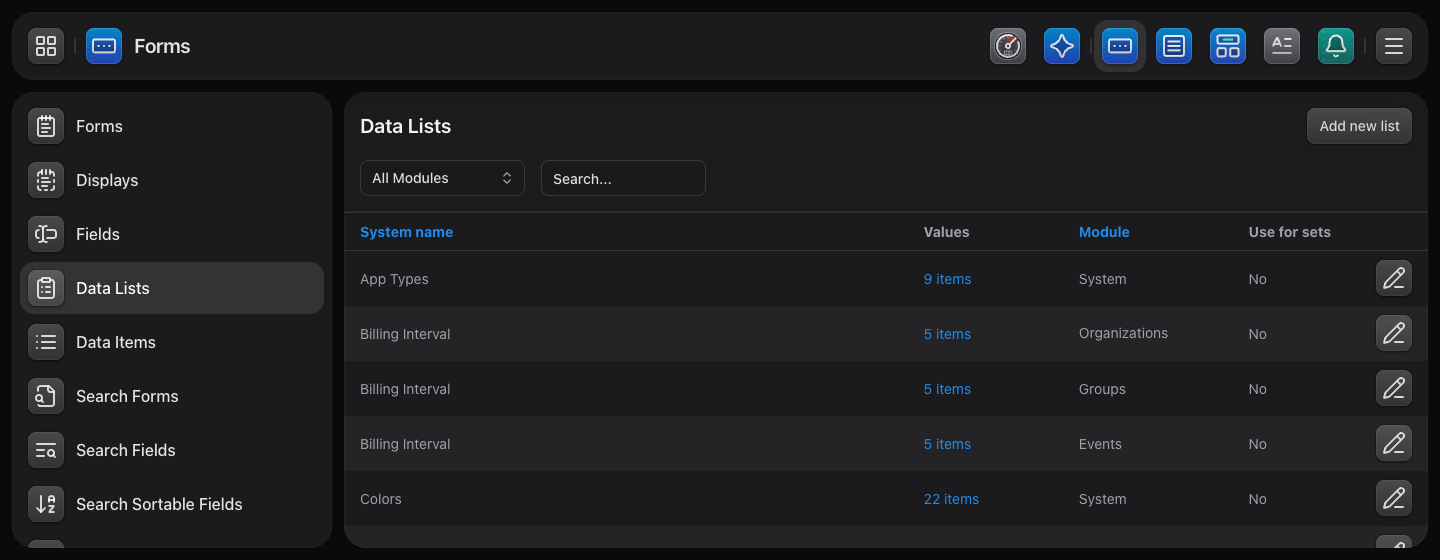 Forms
Forms
Displays
Fields
Data Lists
Data Items
Search Forms
Search Fields
Search Sortable Fields
Data Lists
Add new list
All Modules
Search...
System name Values Module Use for sets
App Types 9 items System No
Billing Interval 5 items Organizations No
Billing Interval 5 items Groups No
Billing Interval 5 items Events No
Colors 22 items System No